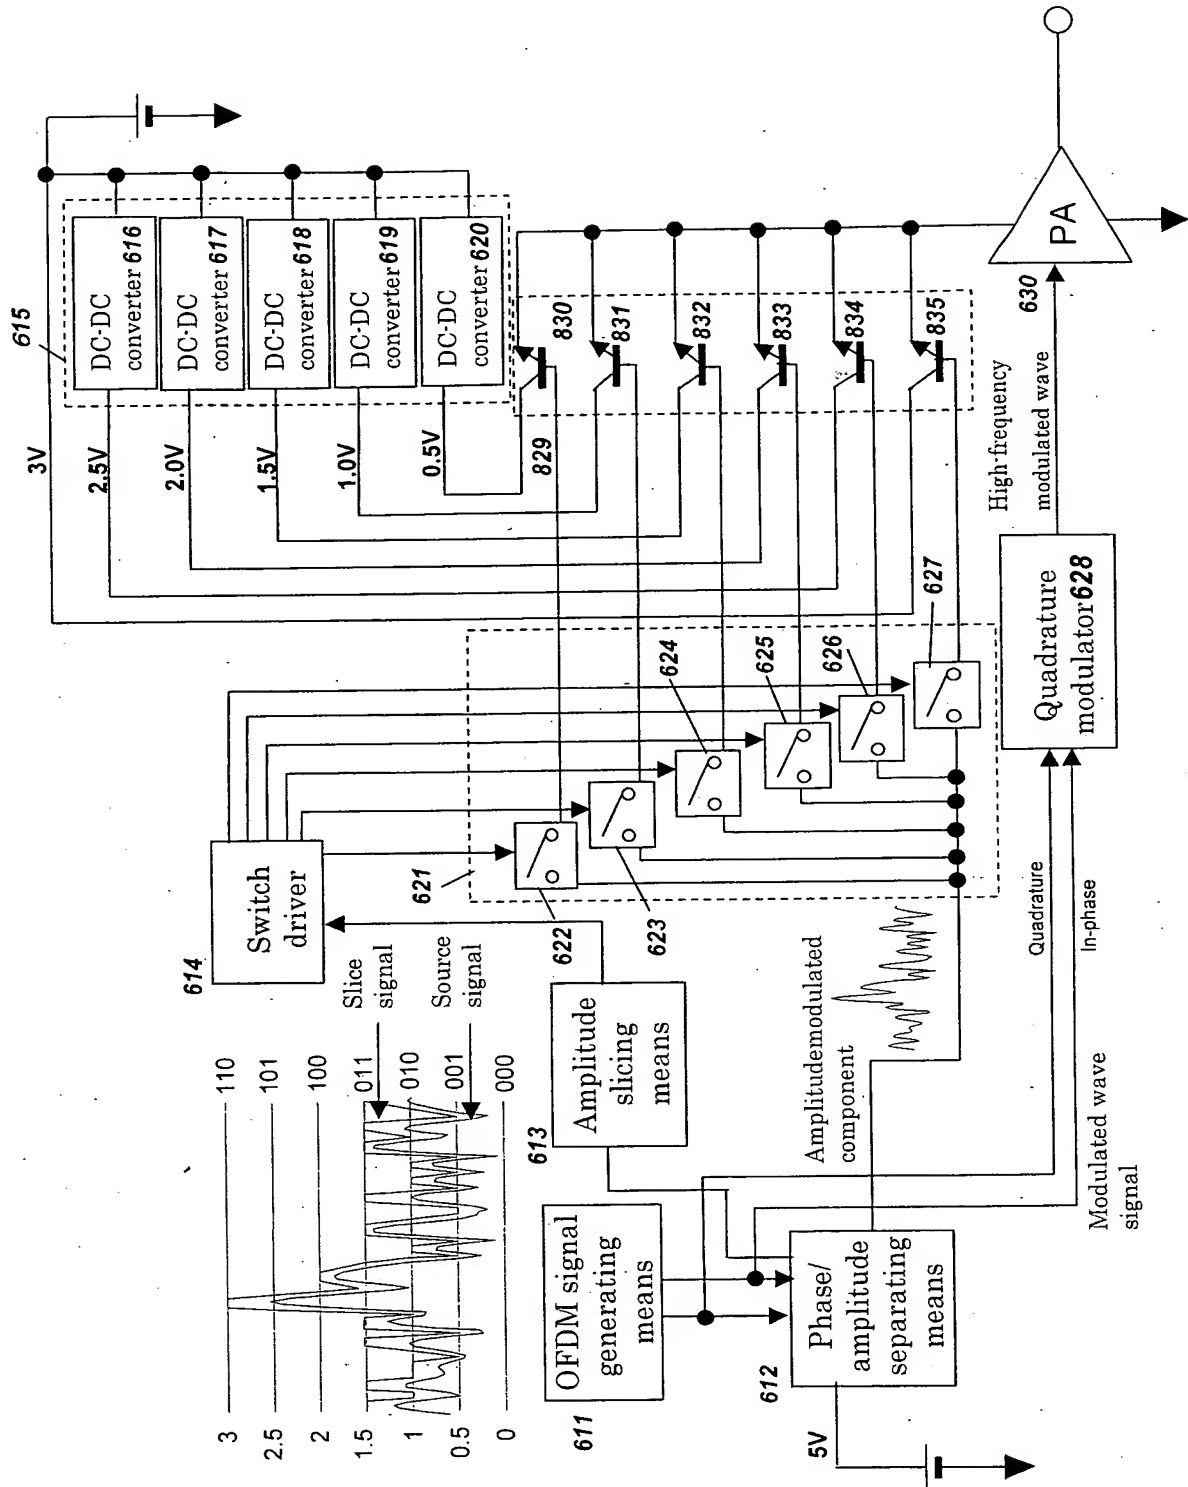 615
3V
2.5V
2.0V
1.5V
1.0V
0.5V
DC-DC
converter 616
DC-DC
converter 617
DC-DC
converter 618
DC-DC
converter 619
DC-DC
converter 620
829
830
831
832
833
834
835
PA
630
High-frequency
modulated wave
614
Switch
driver
621
622
623
624
625
626
627
Quadrature
modulator 628
3
2.5
2
1.5
1
0.5
0
110
101
100
011
010
001
000
Slice
signal
Source
signal
613
Amplitude
slicing
means
Amplitudemodulated
component
Quadrature
In-phase
Modulated wave
signal
611
OFDM signal
generating
means
612
Phase/
amplitude
separating
means
5V